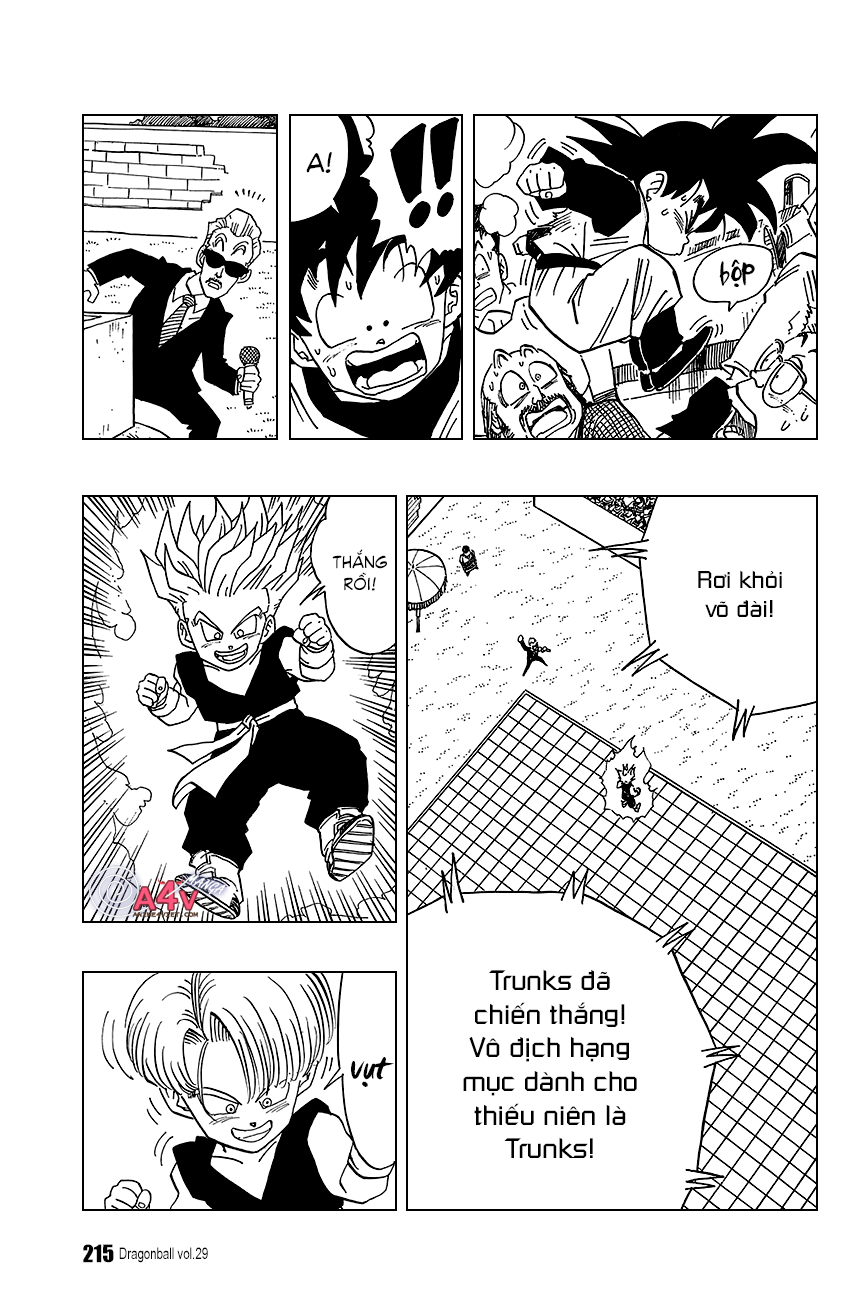 bộp
A!
!!
Rơi khỏi
võ đài!
Trunks đã
chiến thắng!
Vô địch hạng
mục dành cho
thiếu niên là
Trunks!
THẮNG
RỒI!
A4V
MANGA
vụt
215 Dragonball vol.29